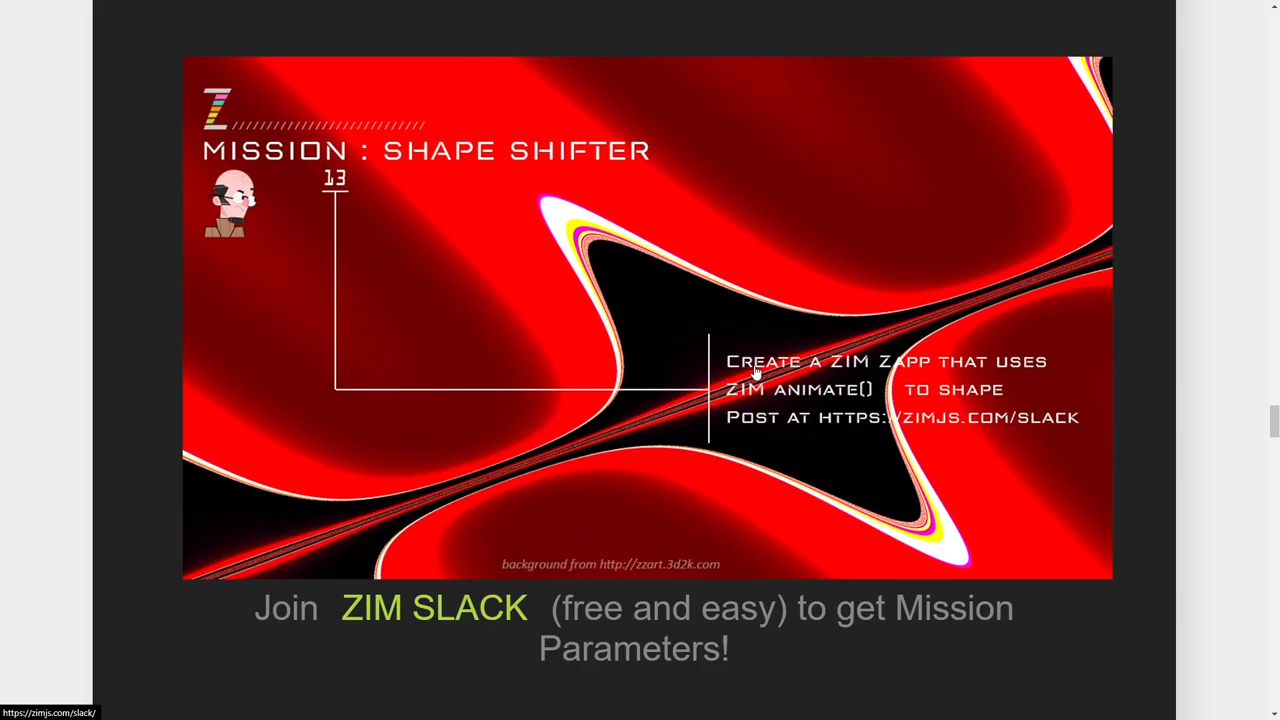 Z
MISSION : SHAPE SHIFTER
13
CREATE A ZIM ZAPP THAT USES
ZIM ANIMATE() TO SHAPE
POST AT HTTPS://ZIMJS.COM/SLACK
background from http://zzart.3d2k.com
Join ZIM SLACK (free and easy) to get Mission
Parameters!
https://zimjs.com/slack/